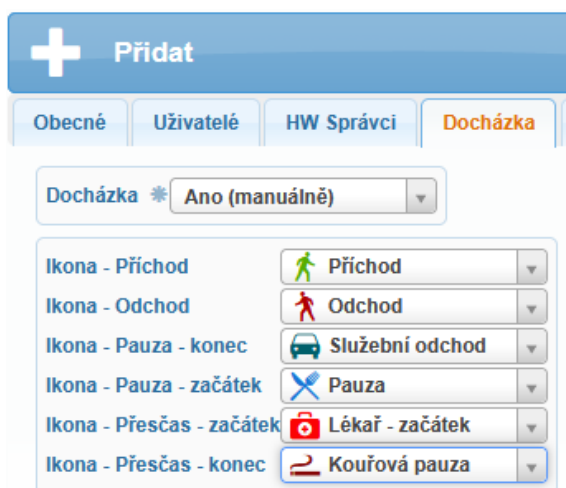 Přidat
Obecné Uživatelé HW Správci Docházka
Docházka Ano (manuálně)
Ikona - Příchod Příchod
Ikona - Odchod Odchod
Ikona - Pauza - konec Služební odchod
Ikona - Pauza - začátek Pauza
Ikona - Přesčas - začátek Lékař - začátek
Ikona - Přesčas - konec Kouřová pauza